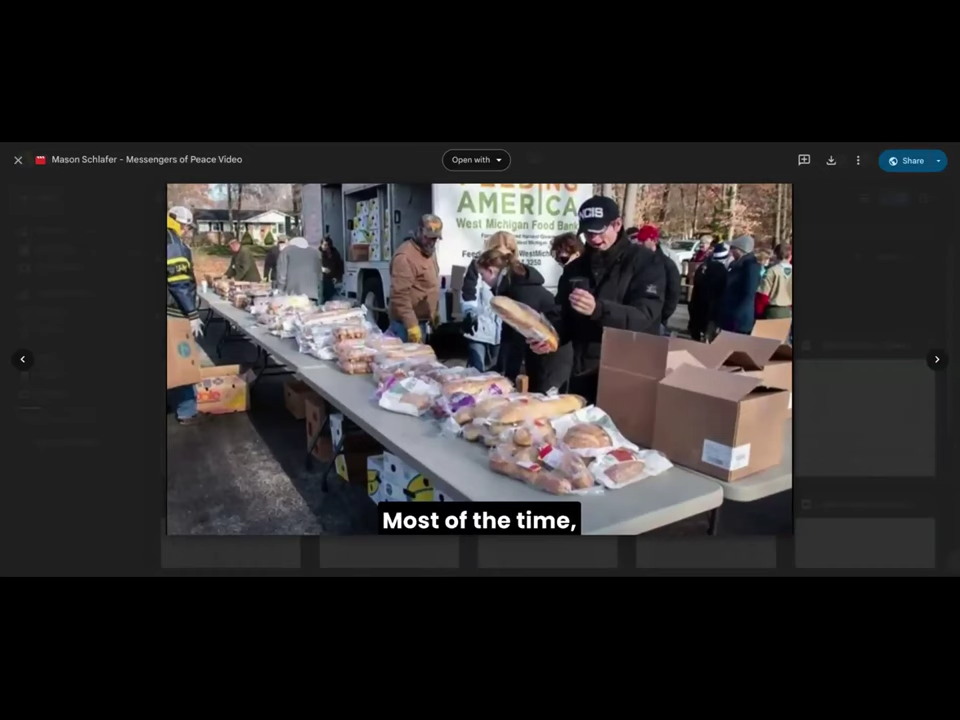 Mason Schlafer - Messengers of Peace Video
Open with
Share
AMERICA
West Michigan Food Bank
NCIS
Most of the time,